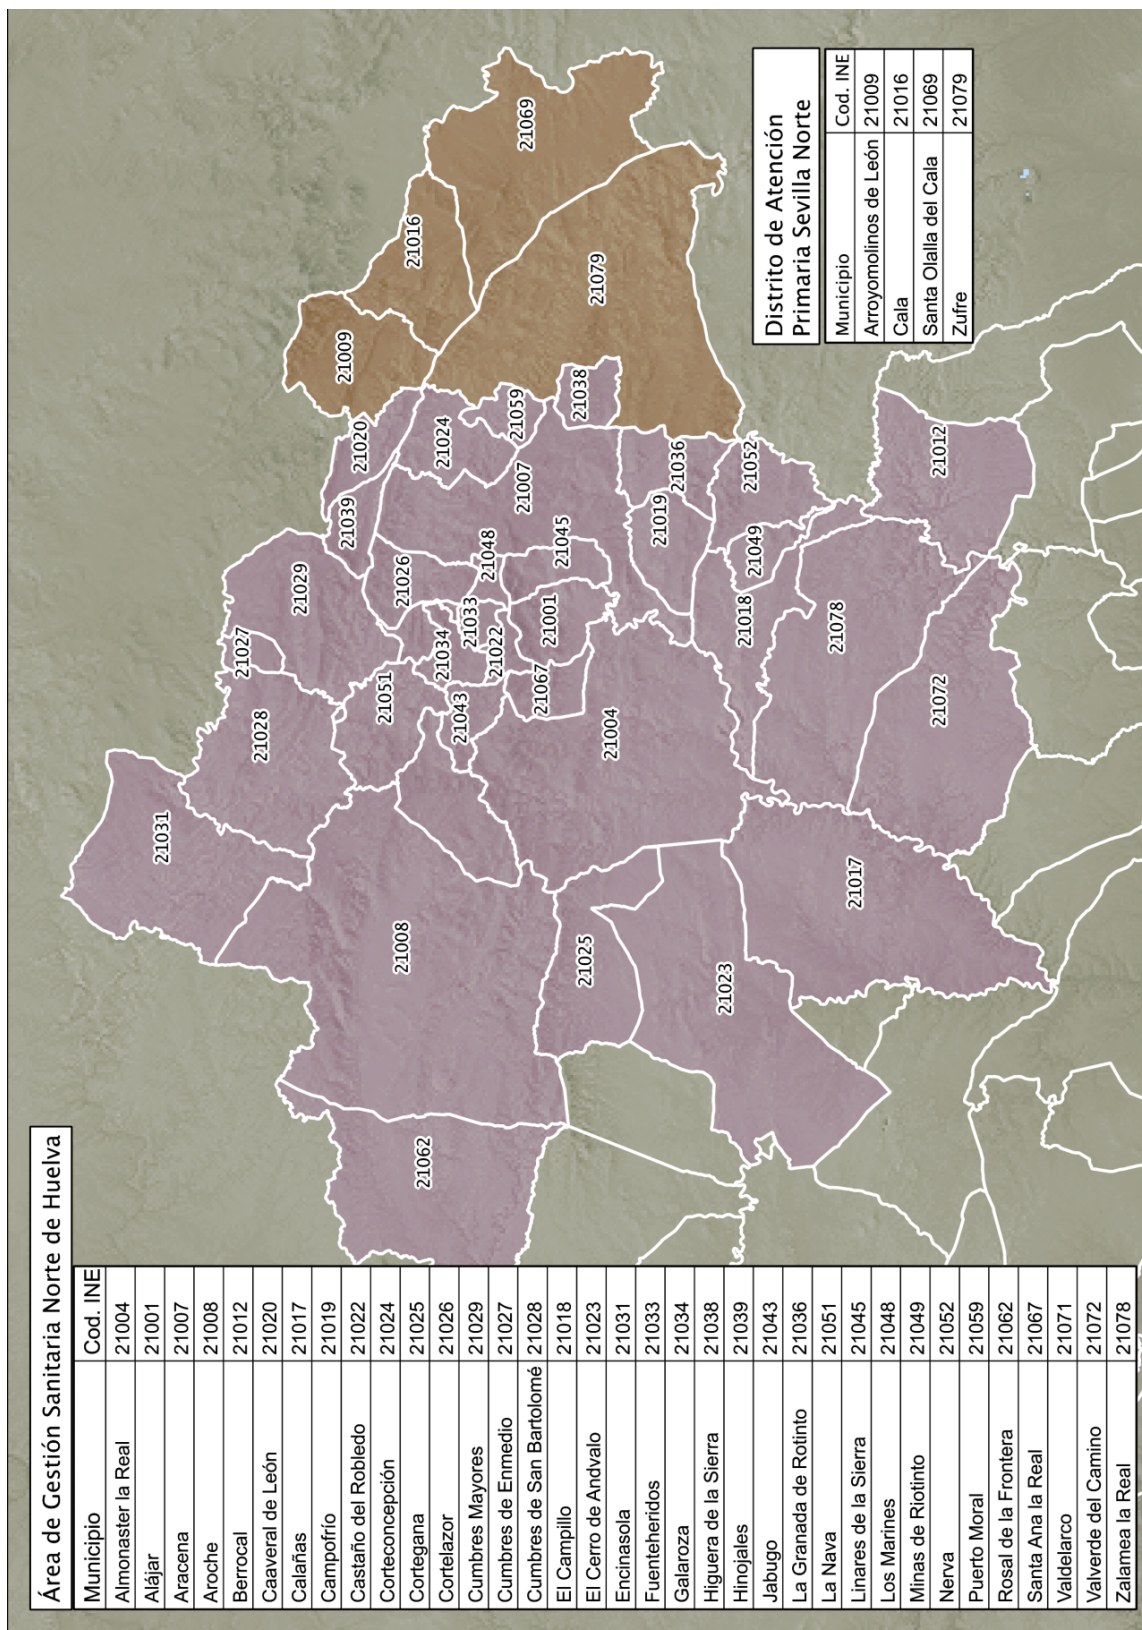 Área de Gestión Sanitaria Norte de Huelva
Municipio Cod. INE
Almonaster la Real 21004
Alájar 21001
Aracena 21007
Aroche 21008
Berrocal 21012
Caaveral de León 21020
Calañas 21017
Campofrío 21019
Castaño del Robledo 21022
Corteconcepción 21024
Cortegana 21025
Cortelazor 21026
Cumbres Mayores 21029
Cumbres de Enmedio 21027
Cumbres de San Bartolomé 21028
El Campillo 21018
El Cerro de Andvalo 21023
Encinasola 21031
Fuenteheridos 21033
Galaroza 21034
Higuera de la Sierra 21038
Hinojales 21039
Jabugo 21043
La Granada de Rotinto 21036
La Nava 21051
Linares de la Sierra 21045
Los Marines 21048
Minas de Riotinto 21049
Nerva 21052
Puerto Moral 21059
Rosal de la Frontera 21062
Santa Ana la Real 21067
Valdelarco 21071
Valverde del Camino 21072
Zalamea la Real 21078
21031
21028
21027
21029
21039
21020
21009
21016
21069
21062
21008
21051
21034
21026
21024
21043
21033
21022
21048
21059
21007
21067
21001
21045
21038
21079
21025
21004
21019
21036
21023
21018
21049
21052
21017
21078
21072
21012
Distrito de Atención
Primaria Sevilla Norte
Municipio Cod. INE
Arroyomolinos de León 21009
Cala 21016
Santa Olalla del Cala 21069
Zufre 21079